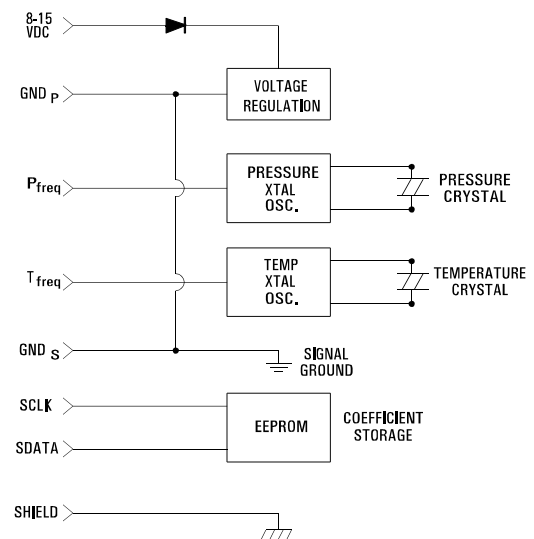 8-15
VDC
GND P
VOLTAGE
REGULATION
Pfreq
PRESSURE
XTAL
OSC.
PRESSURE
CRYSTAL
Tfreq
TEMP
XTAL
OSC.
TEMPERATURE
CRYSTAL
GND S
SIGNAL
GROUND
SCLK
SDATA
EEPROM
COEFFICIENT
STORAGE
SHIELD